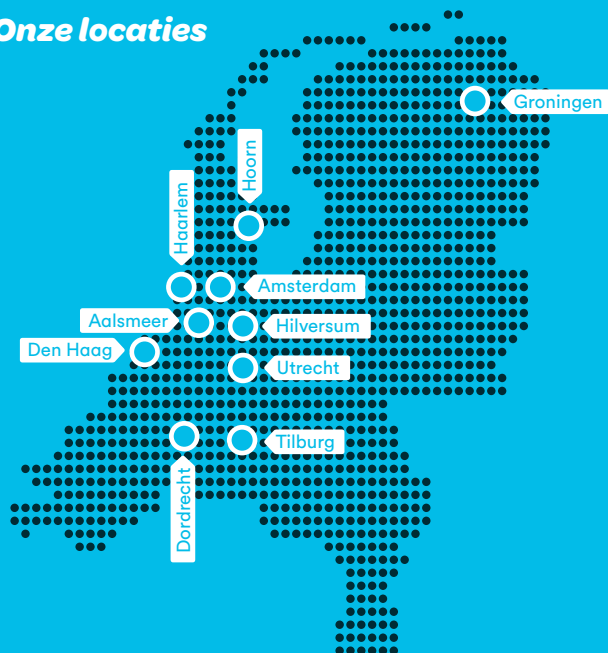 Onze locaties
Groningen
Hoorn
Haarlem
Amsterdam
Aalsmeer
Hilversum
Den Haag
Utrecht
Tilburg
Dordrecht